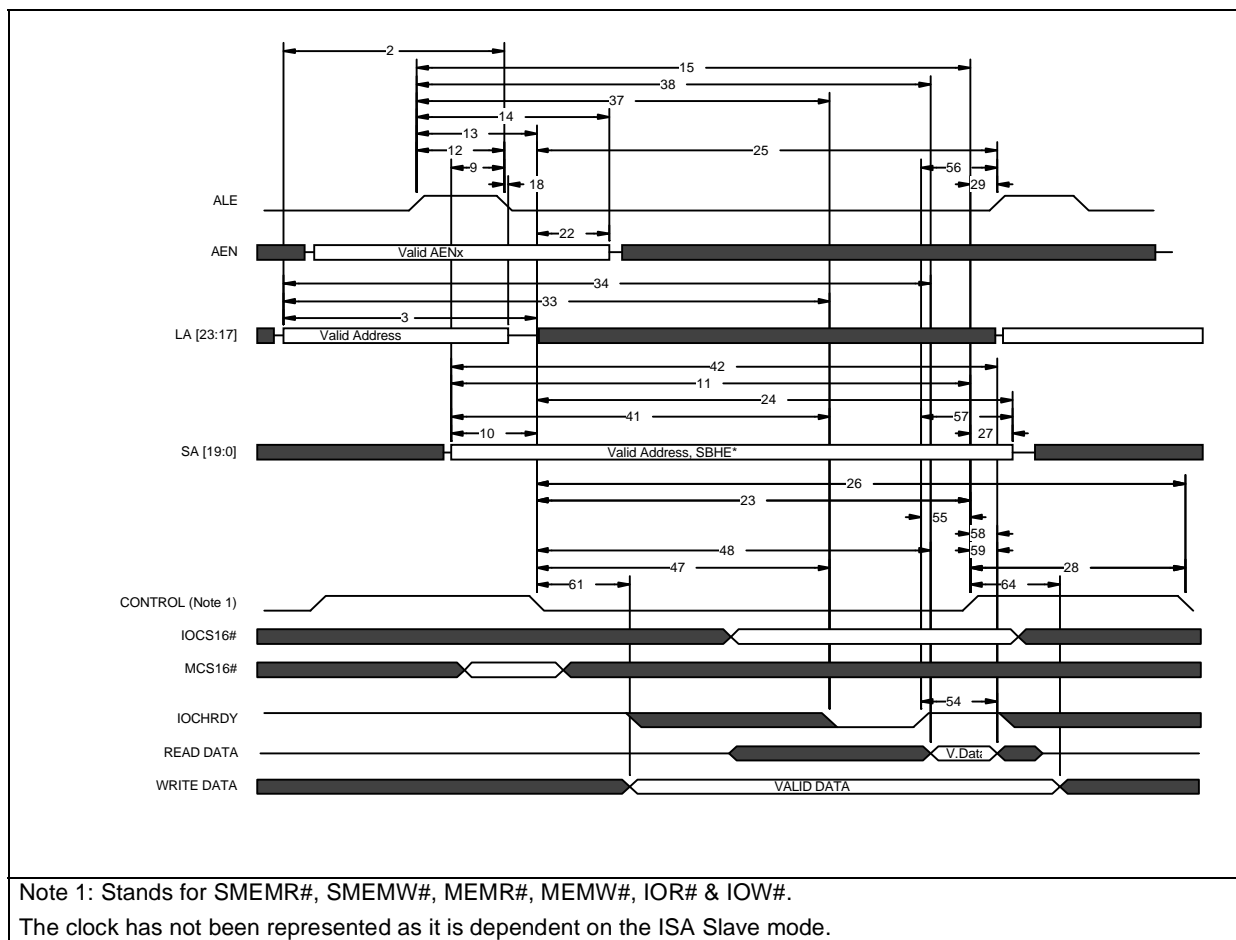 2
15
38
37
14
13
12
25
9
56
18
29
ALE
22
AEN
Valid AENx
34
33
3
LA [23:17]
Valid Address
42
11
24
41
57
10
27
SA [19:0]
Valid Address, SBHE*
26
23
55
58
48
59
47
28
61
64
CONTROL (Note 1)
IOCS16#
MCS16#
54
IOCHRDY
READ DATA
V.Data
WRITE DATA
VALID DATA
Note 1: Stands for SMEMR#, SMEMW#, MEMR#, MEMW#, IOR# & IOW#.
The clock has not been represented as it is dependent on the ISA Slave mode.